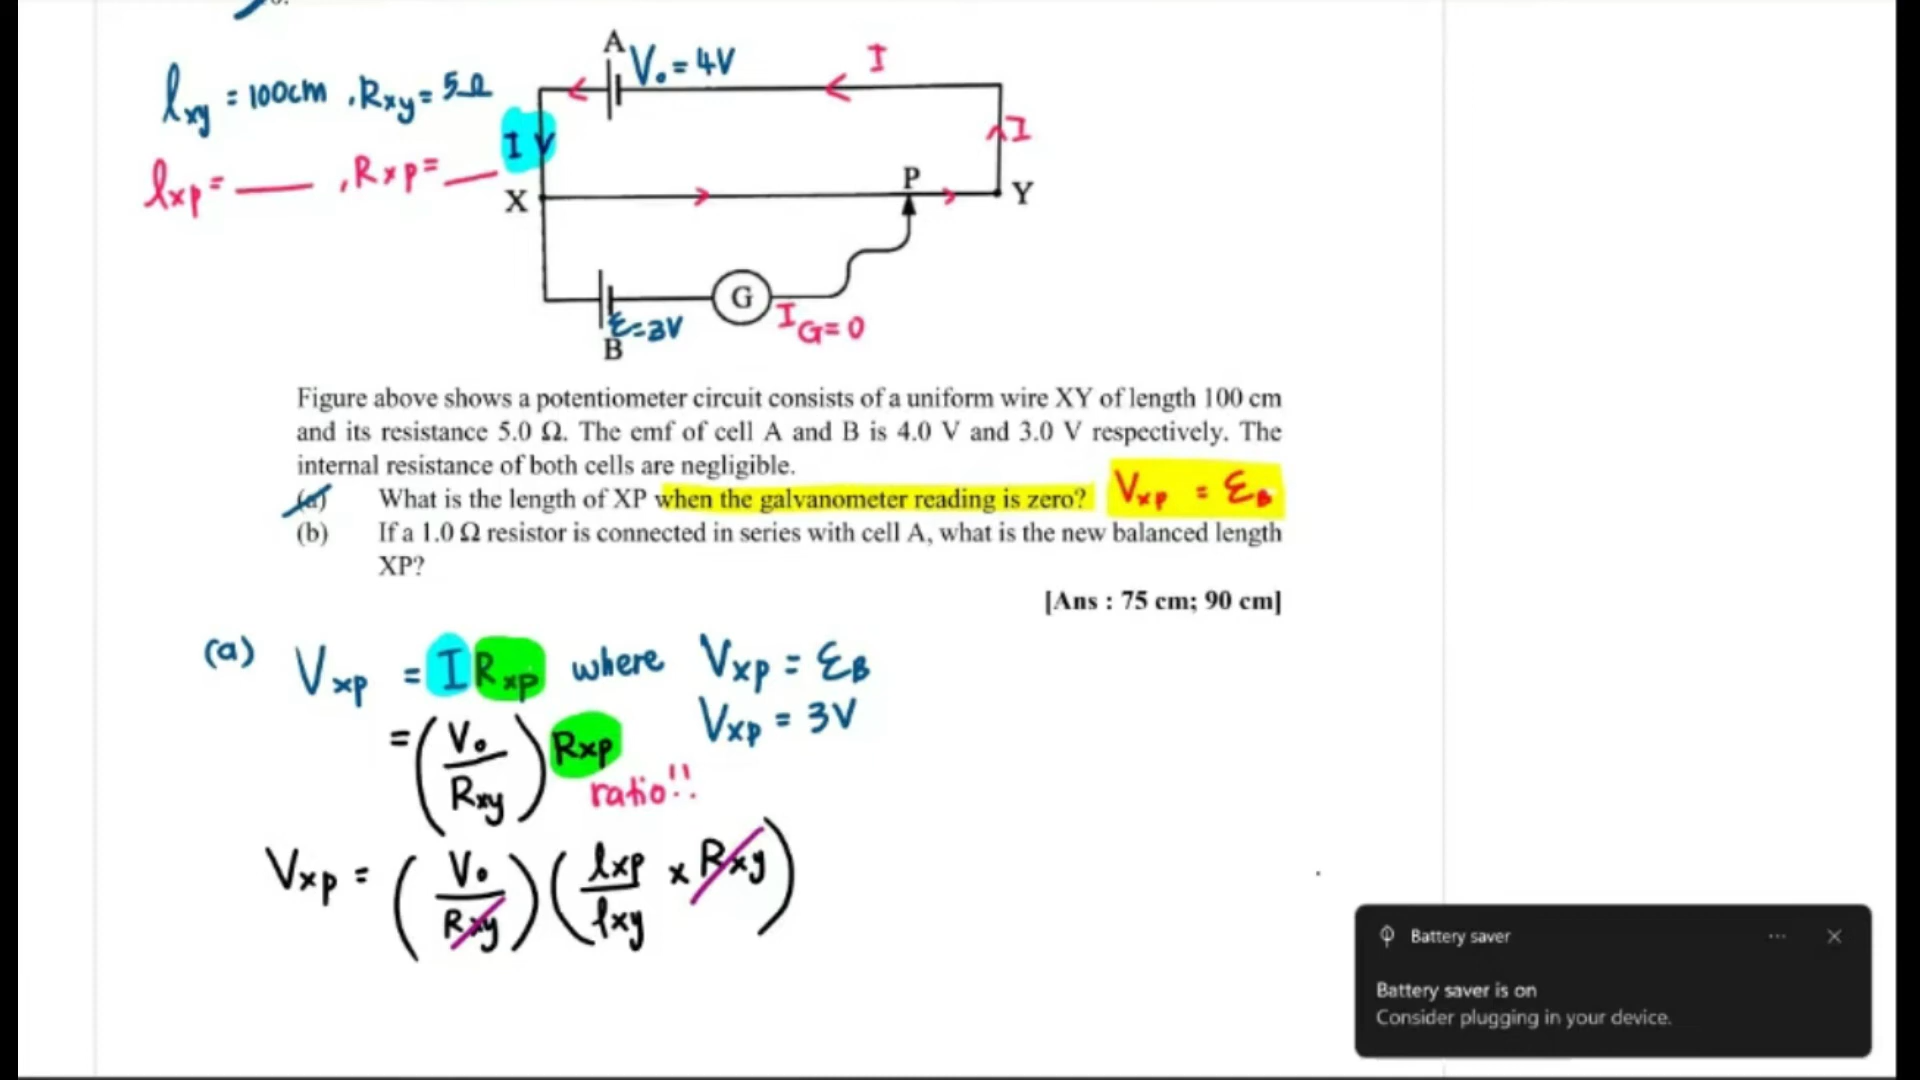 A V₀ = 4V I
l_xy = 100cm , R_xy = 5Ω
I
I
l_xp = ___ , R_xp = ___
X P Y
G
ε=3V I_G = 0
B
Figure above shows a potentiometer circuit consists of a uniform wire XY of length 100 cm
and its resistance 5.0 Ω. The emf of cell A and B is 4.0 V and 3.0 V respectively. The
internal resistance of both cells are negligible.
(a) What is the length of XP when the galvanometer reading is zero? V_xp = ε_B
(b) If a 1.0 Ω resistor is connected in series with cell A, what is the new balanced length
XP?
[Ans : 75 cm; 90 cm]
(a) V_xp = I R_xp where V_xp = ε_B
V_xp = 3V
= (V₀ / R_xy) R_xp
ratio!!
V_xp = (V₀ / R_xy) (l_xp / l_xy × R_xy)
Battery saver
Battery saver is on
Consider plugging in your device.